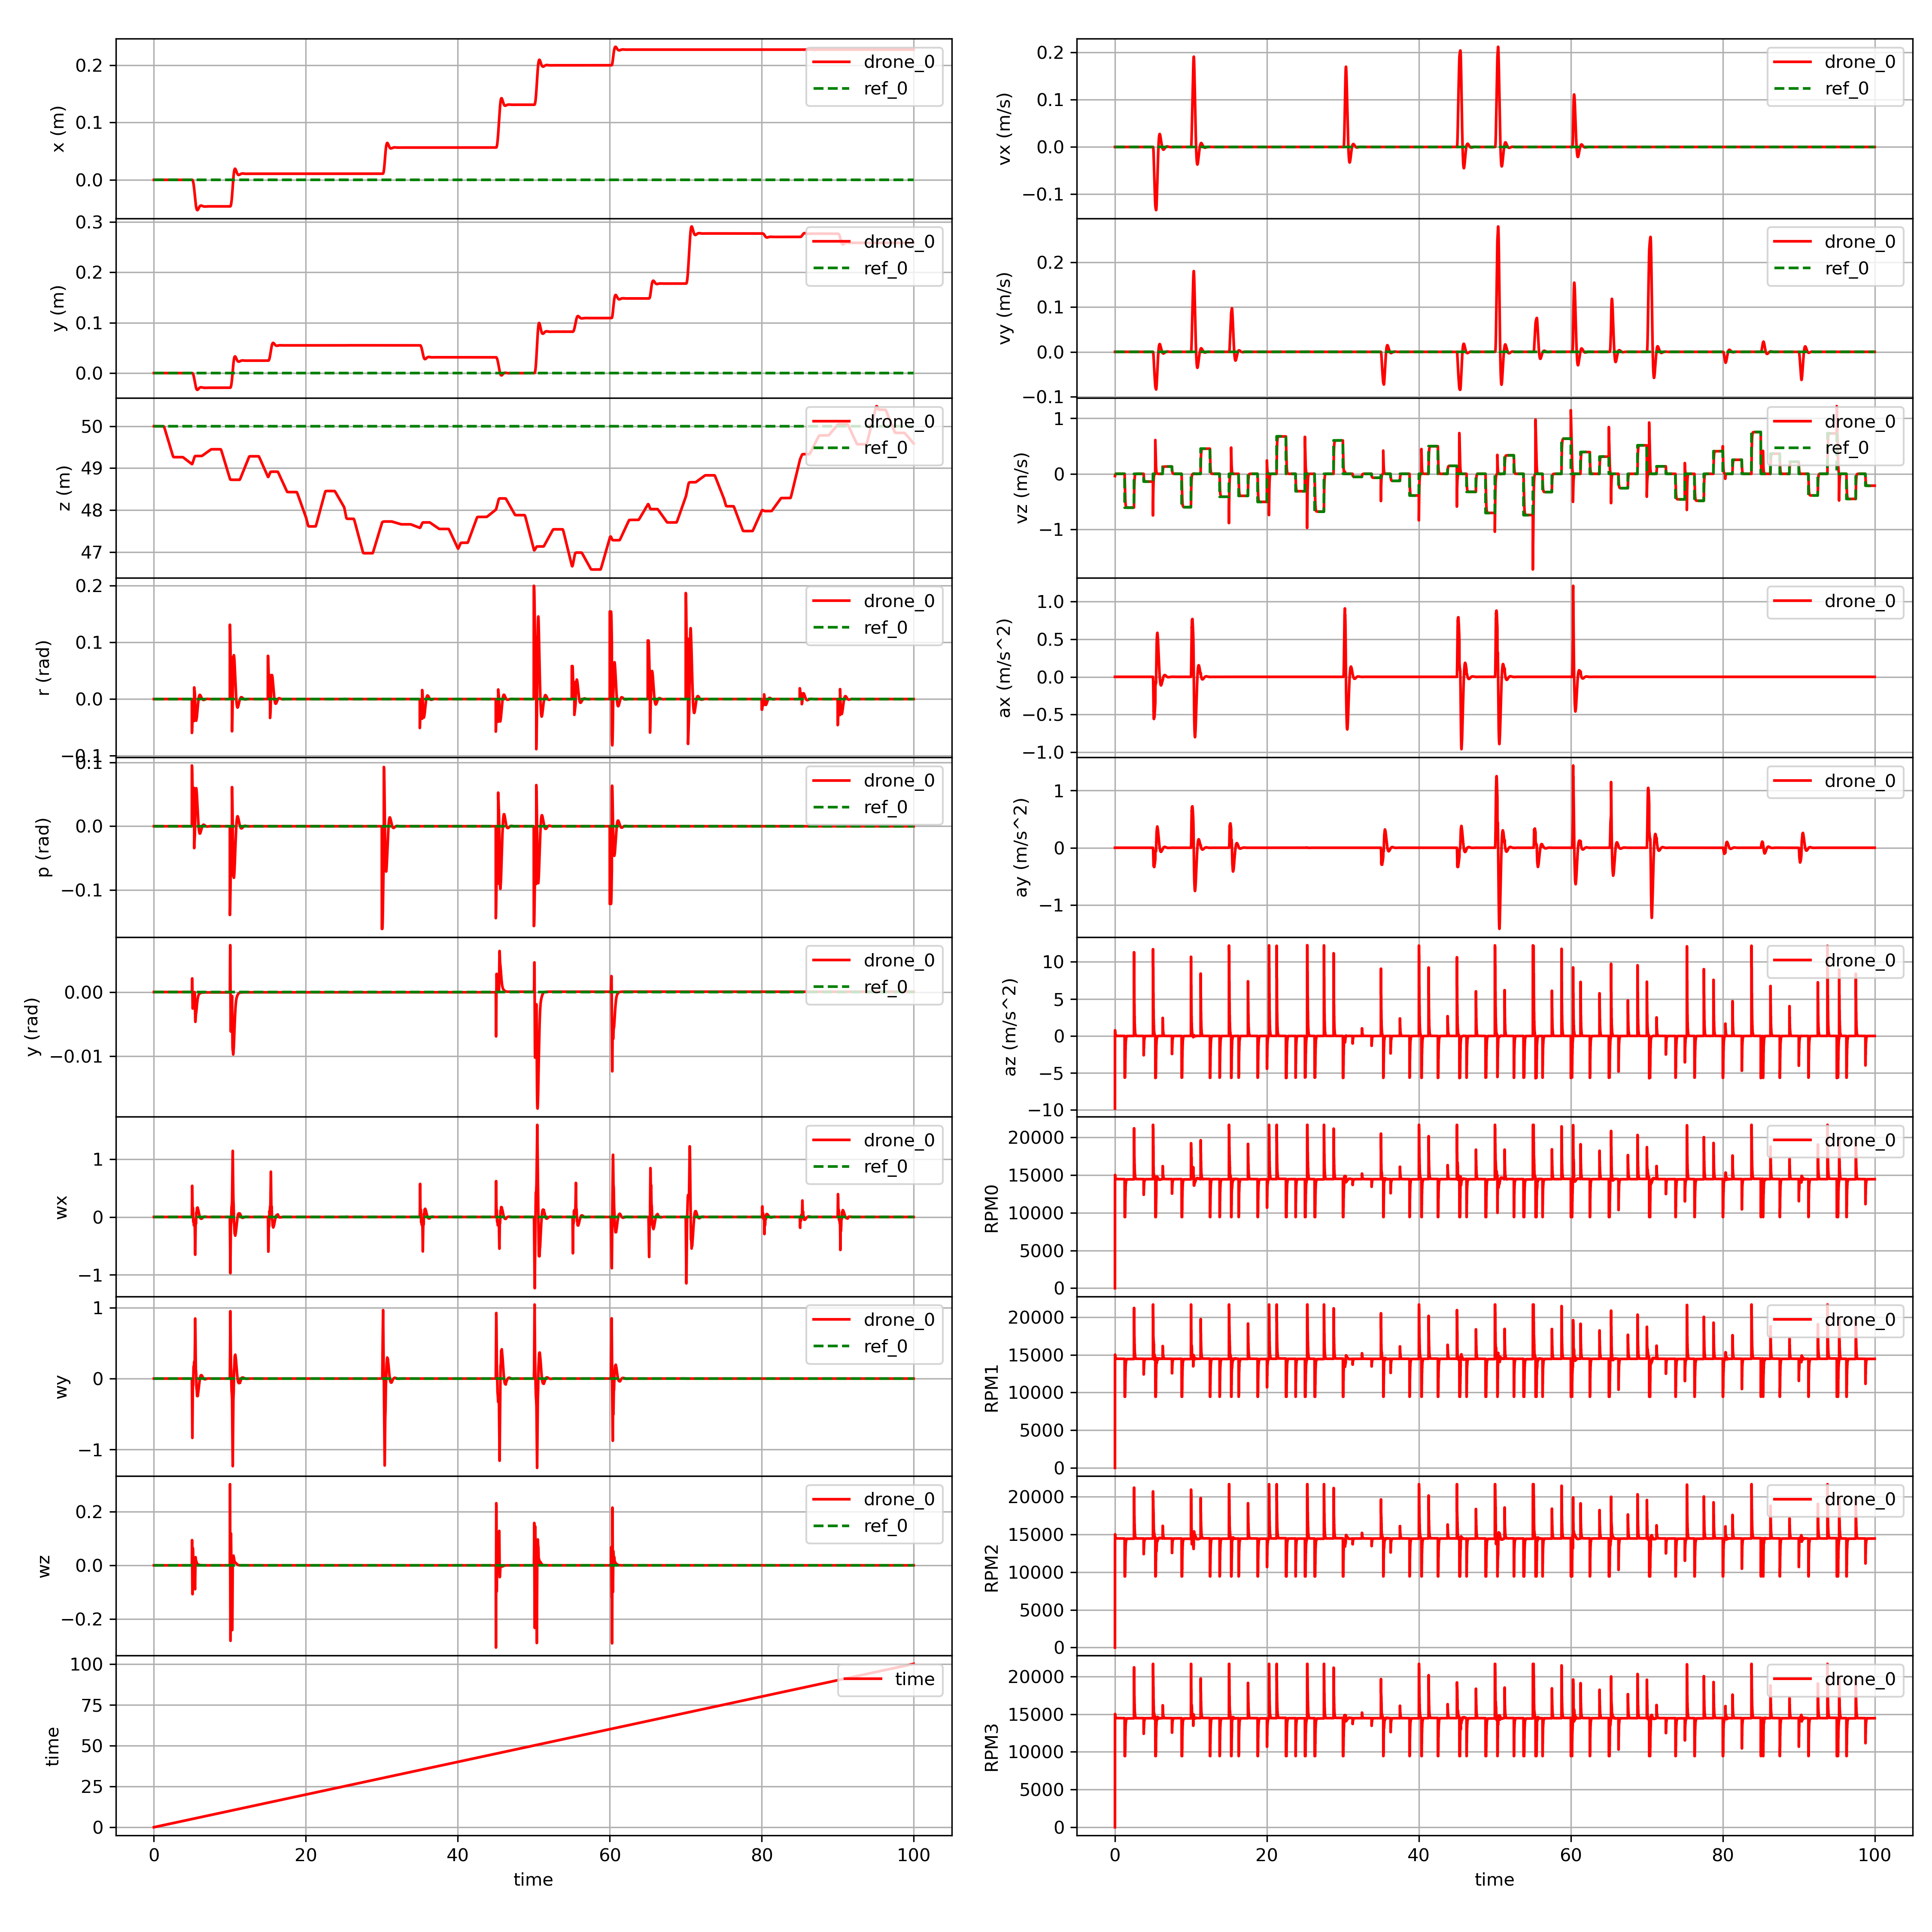 x (m)
0.2
0.1
0.0
drone_0
ref_0
y (m)
0.3
0.2
0.1
0.0
drone_0
ref_0
z (m)
50
49
48
47
drone_0
ref_0
r (rad)
0.2
0.1
0.0
−0.1
drone_0
ref_0
p (rad)
0.1
0.0
−0.1
drone_0
ref_0
y (rad)
0.00
−0.01
drone_0
ref_0
wx
1
0
−1
drone_0
ref_0
wy
1
0
−1
drone_0
ref_0
wz
0.2
0.0
−0.2
drone_0
ref_0
time
100
75
50
25
0
time
0 20 40 60 80 100
time
vx (m/s)
0.2
0.1
0.0
−0.1
drone_0
ref_0
vy (m/s)
0.2
0.1
0.0
−0.1
drone_0
ref_0
vz (m/s)
1
0
−1
drone_0
ref_0
ax (m/s^2)
1.0
0.5
0.0
−0.5
−1.0
drone_0
ay (m/s^2)
1
0
−1
drone_0
az (m/s^2)
10
5
0
−5
−10
drone_0
RPM0
20000
15000
10000
5000
0
drone_0
RPM1
20000
15000
10000
5000
0
drone_0
RPM2
20000
15000
10000
5000
0
drone_0
RPM3
20000
15000
10000
5000
0
drone_0
0 20 40 60 80 100
time